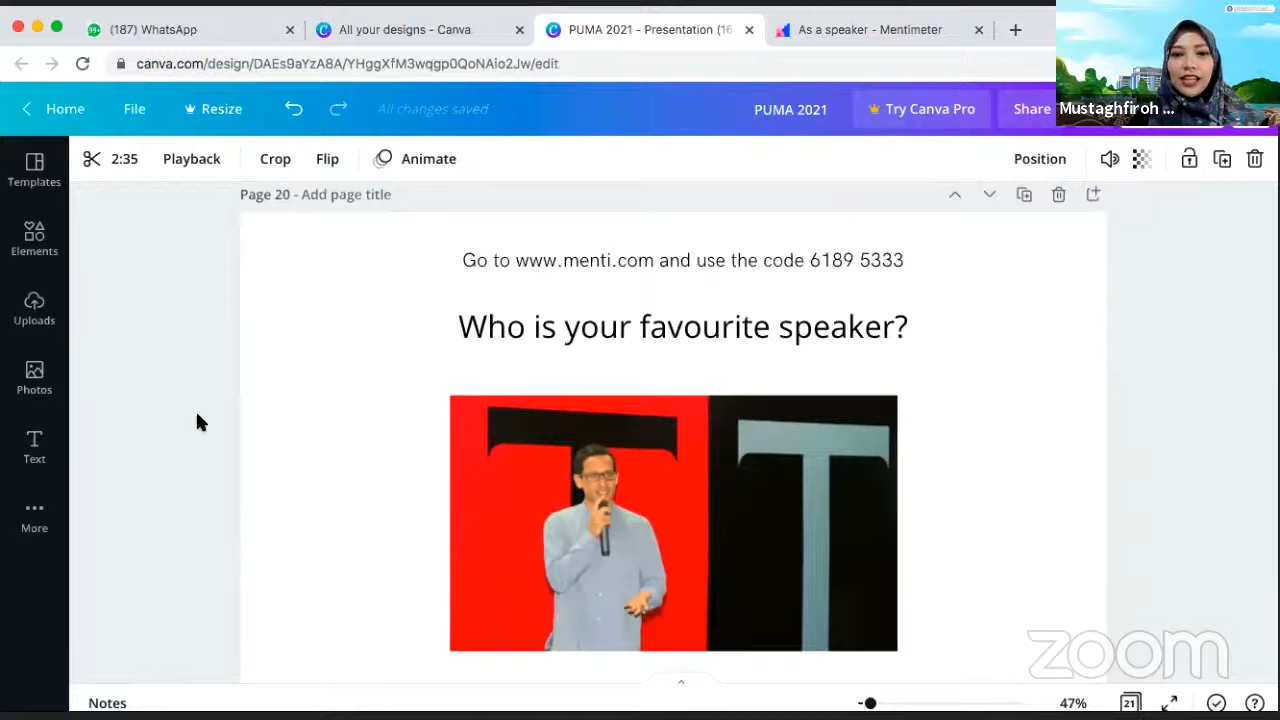 (187) WhatsApp
All your designs - Canva
PUMA 2021 - Presentation (16
As a speaker - Mentimeter
canva.com/design/DAEs9aYzA8A/YHggXfM3wqgp0QoNAio2Jw/edit
Home
File
Resize
All changes saved
PUMA 2021
Try Canva Pro
Share
Mustaghfiroh ...
2:35
Playback
Crop
Flip
Animate
Position
Templates
Elements
Uploads
Photos
Text
More
Page 20 - Add page title
Go to www.menti.com and use the code 6189 5333
Who is your favourite speaker?
T
T
zoom
Notes
47%
21